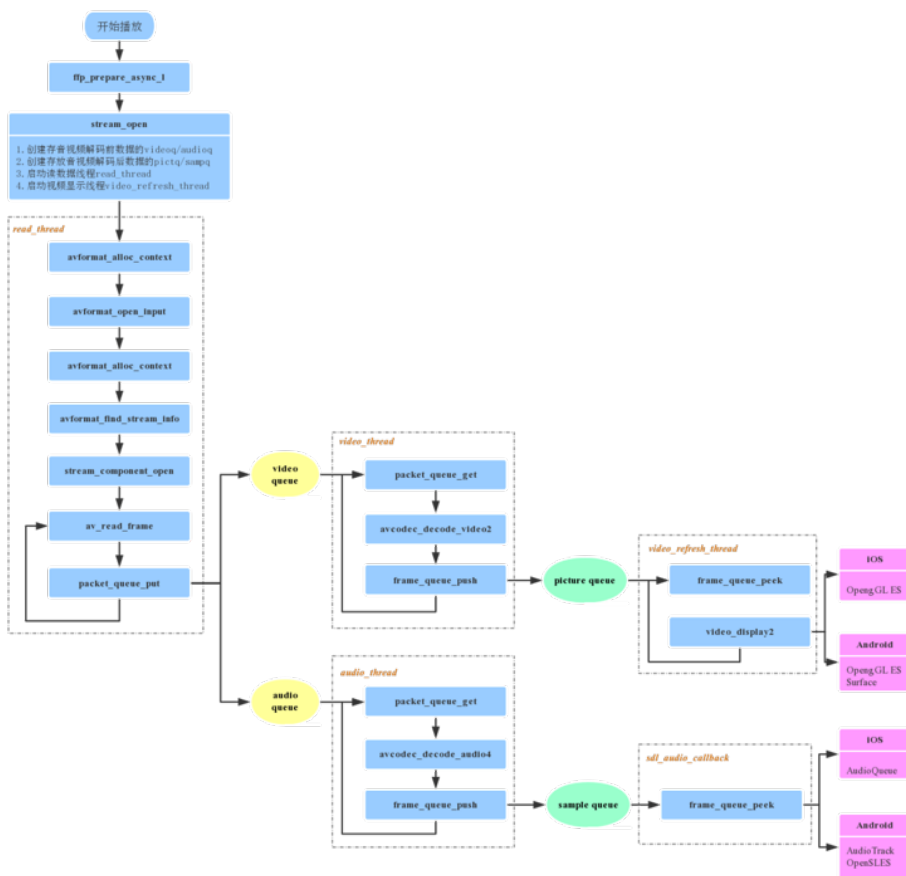 开始播放
ffp_prepare_async_l
stream_open
1.创建存音视频解码前数据的videoq/audioq
2.创建存放音视频解码后数据的pictq/sampq
3.启动读数据线程read_thread
4.启动视频显示线程video_refresh_thread
read_thread
avformat_alloc_context
avformat_open_input
avformat_alloc_context
avformat_find_stream_info
stream_component_open
av_read_frame
packet_queue_put
video
queue
video_thread
packet_queue_get
avcodec_decode_video2
frame_queue_push
picture queue
video_refresh_thread
frame_queue_peek
video_display2
iOS
OpengGL ES
Android
OpengGL ES
Surface
audio
queue
audio_thread
packet_queue_get
avcodec_decode_audio4
frame_queue_push
sample queue
sdl_audio_callback
frame_queue_peek
iOS
AudioQueue
Android
AudioTrack
OpenSLES